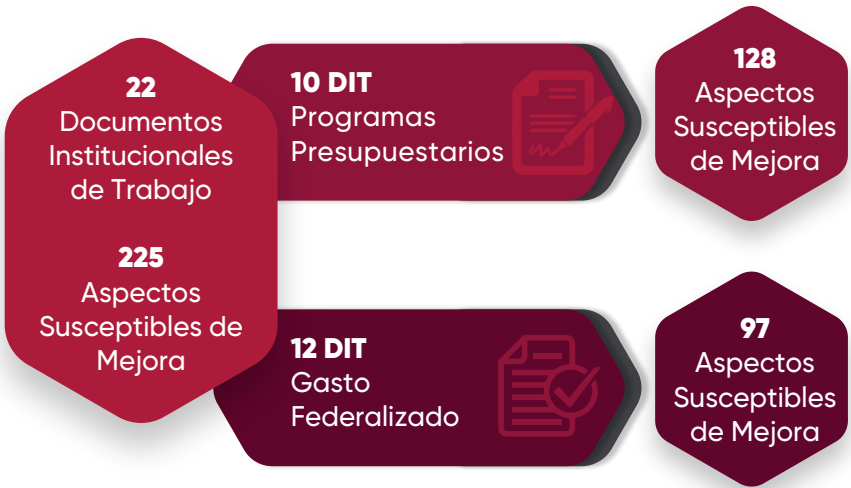 22
Documentos
Institucionales
de Trabajo
225
Aspectos
Susceptibles de
Mejora
10 DIT
Programas
Presupuestarios
128
Aspectos
Susceptibles
de Mejora
12 DIT
Gasto
Federalizado
97
Aspectos
Susceptibles
de Mejora